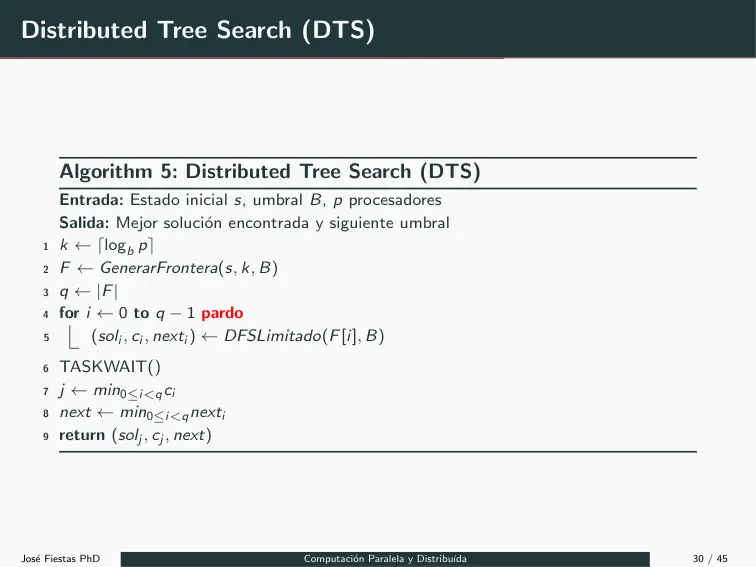 Distributed Tree Search (DTS)
Algorithm 5: Distributed Tree Search (DTS)
Entrada: Estado inicial s, umbral B, p procesadores
Salida: Mejor solución encontrada y siguiente umbral
1 k ← ⌈log_b p⌉
2 F ← GenerarFrontera(s, k, B)
3 q ← |F|
4 for i ← 0 to q − 1 pardo
5 (sol_i, c_i, next_i) ← DFSLimitado(F[i], B)
6 TASKWAIT()
7 j ← min_{0≤i<q} c_i
8 next ← min_{0≤i<q} next_i
9 return (sol_j, c_j, next)
José Fiestas PhD
Computación Paralela y Distribuída
30 / 45